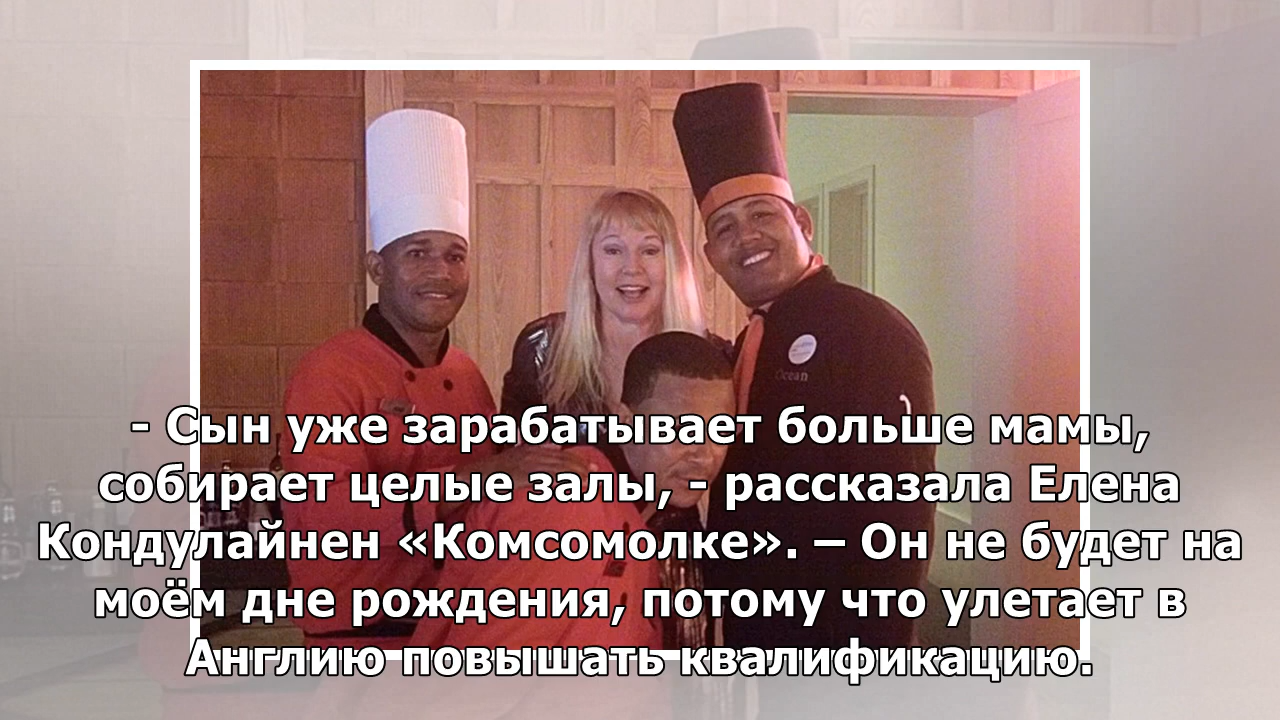 Ocean
- Сын уже зарабатывает больше мамы,
собирает целые залы, - рассказала Елена
Кондулайнен «Комсомолке». – Он не будет на
моём дне рождения, потому что улетает в
Англию повышать квалификацию.